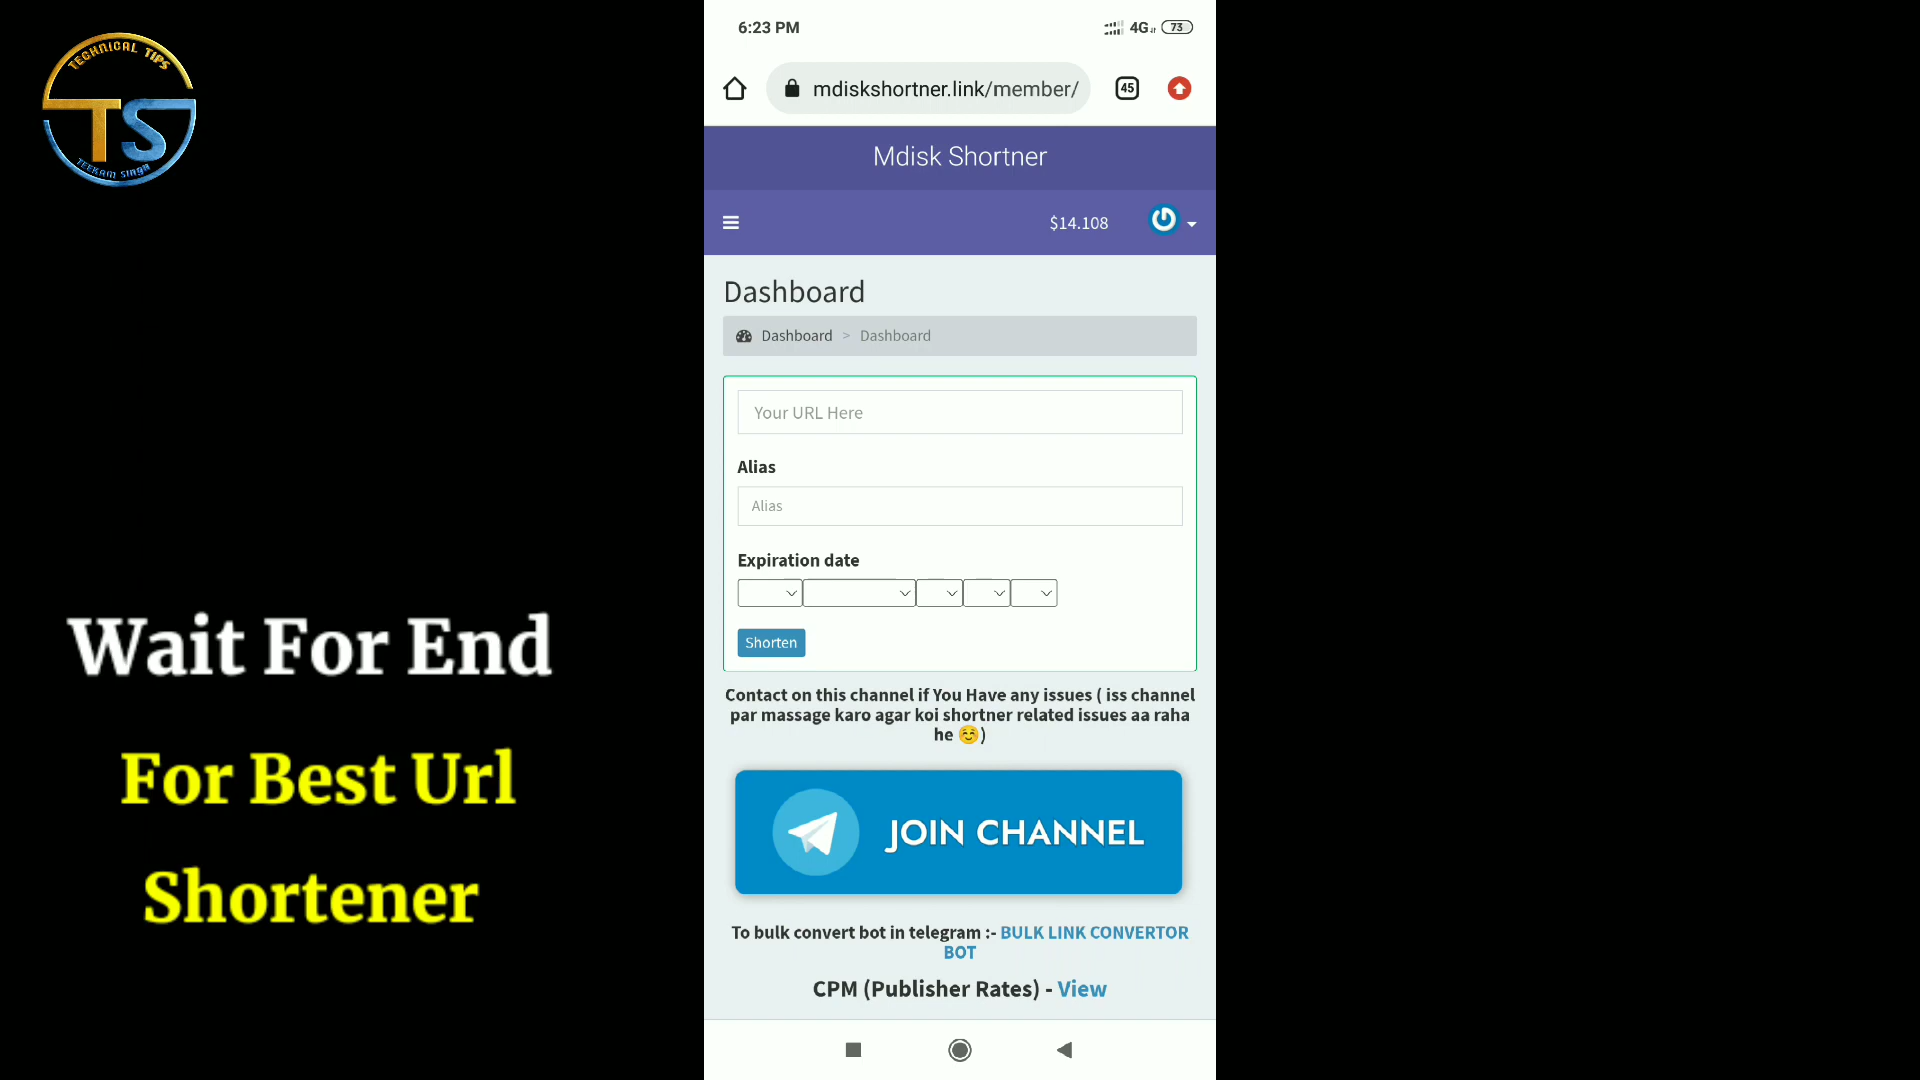 TECHNICAL TIPS
TS
TEEKAM SINGH
Wait For End
For Best Url
Shortener
6:23 PM
4G
73
mdiskshortner.link/member/
45
Mdisk Shortner
$14.108
Dashboard
Dashboard > Dashboard
Your URL Here
Alias
Alias
Expiration date
Shorten
Contact on this channel if You Have any issues ( iss channel
par massage karo agar koi shortner related issues aa raha
he ☺️)
JOIN CHANNEL
To bulk convert bot in telegram :- BULK LINK CONVERTOR
BOT
CPM (Publisher Rates) - View